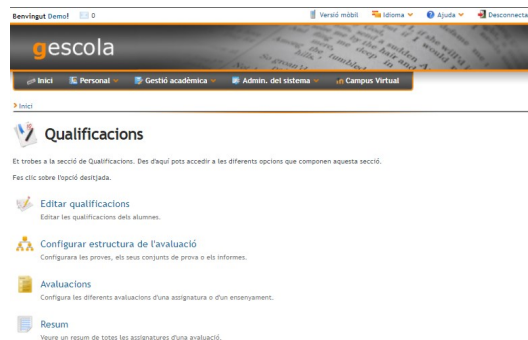 Benvingut Demo! 0 Versió mòbil Idioma Ajuda Desconnecta
gescola
Inici Personal Gestió acadèmica Admin. del sistema Campus Virtual
Inici
Qualificacions
Et trobes a la secció de Qualificacions. Des d'aquí pots accedir a les diferents opcions que componen aquesta secció.
Fes clic sobre l'opció desitjada.
Editar qualificacions
Editar les qualificacions dels alumnes.
Configurar estructura de l'avaluació
Configurara les proves, els seus conjunts de prova o els informes.
Avaluacions
Configura les diferents avaluacions d'una assignatura o d'un ensenyament.
Resum
Veure un resum de totes les assignatures d'una avaluació.